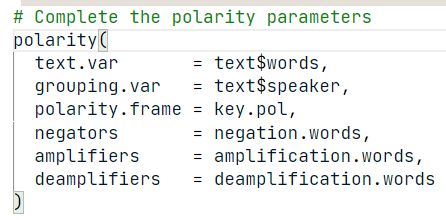 # Complete the polarity parameters
polarity(
  text.var       = text$words,
  grouping.var   = text$speaker,
  polarity.frame = key.pol,
  negators       = negation.words,
  amplifiers     = amplification.words,
  deamplifiers   = deamplification.words
)